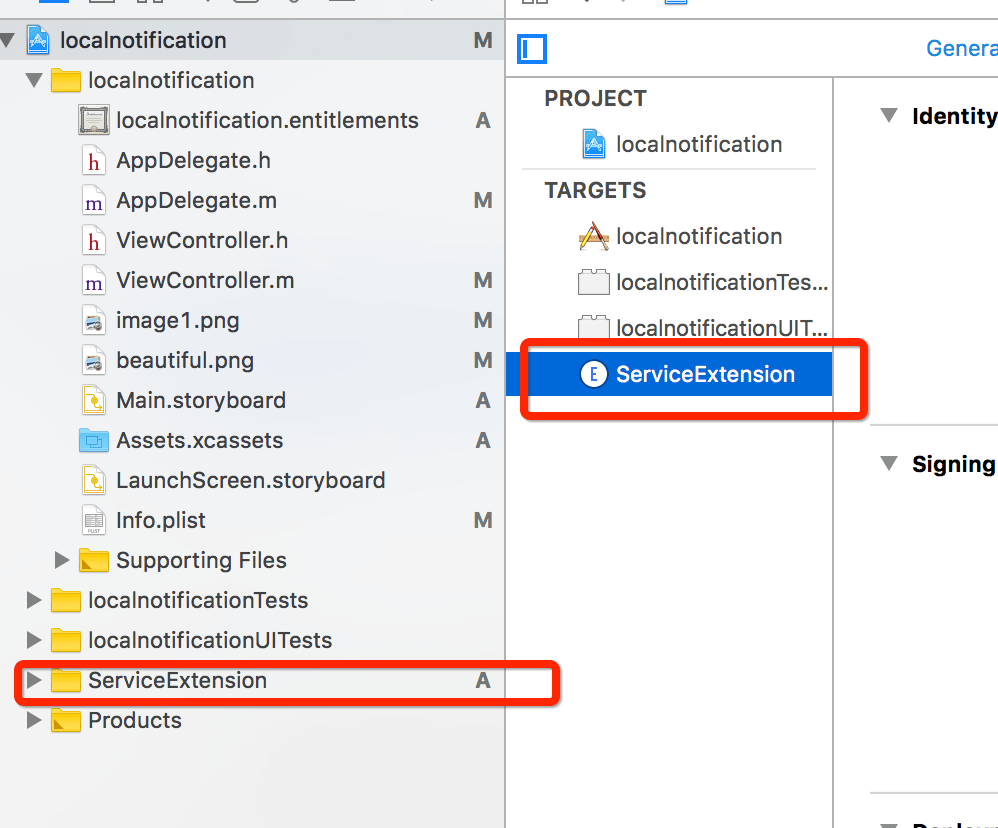 localnotification M
localnotification
localnotification.entitlements A
h AppDelegate.h
m AppDelegate.m M
h ViewController.h
m ViewController.m M
image1.png M
beautiful.png M
Main.storyboard A
Assets.xcassets A
LaunchScreen.storyboard
PLIST Info.plist M
Supporting Files
localnotificationTests
localnotificationUITests
ServiceExtension A
Products
PROJECT
localnotification
TARGETS
localnotification
localnotificationTes...
localnotificationUIT...
E ServiceExtension
Genera
Identity
Signing